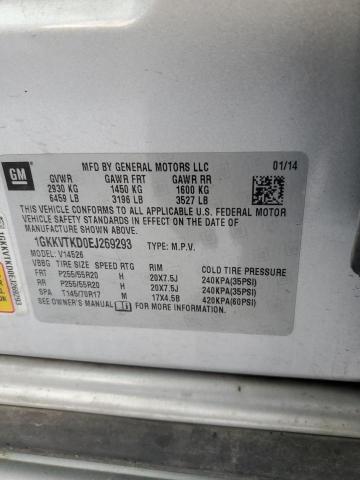 GM
MFD BY GENERAL MOTORS LLC 01/14
GVWR GAWR FRT GAWR RR
2930 KG 1450 KG 1600 KG
6459 LB 3196 LB 3527 LB
THIS VEHICLE CONFORMS TO ALL APPLICABLE U.S. FEDERAL MOTOR
VEHICLE SAFETY STANDARDS IN EFFECT ON THE DATE OF
MANUFACTURE SHOWN ABOVE.
1GKKVTKD0EJ269293 TYPE: M.P.V.
V14526
VBBG TIRE SIZE SPEED RTG RIM COLD TIRE PRESSURE
FRT P255/55R20 H 20X7.5J 240KPA(35PSI)
RR P255/55R20 H 20X7.5J 240KPA(35PSI)
SPA T145/70R17 M 17X4.5B 420KPA(60PSI)
SEE OWNER'S MANUAL FOR MORE INFORMATION.
1GKKVTKD0EJ269293